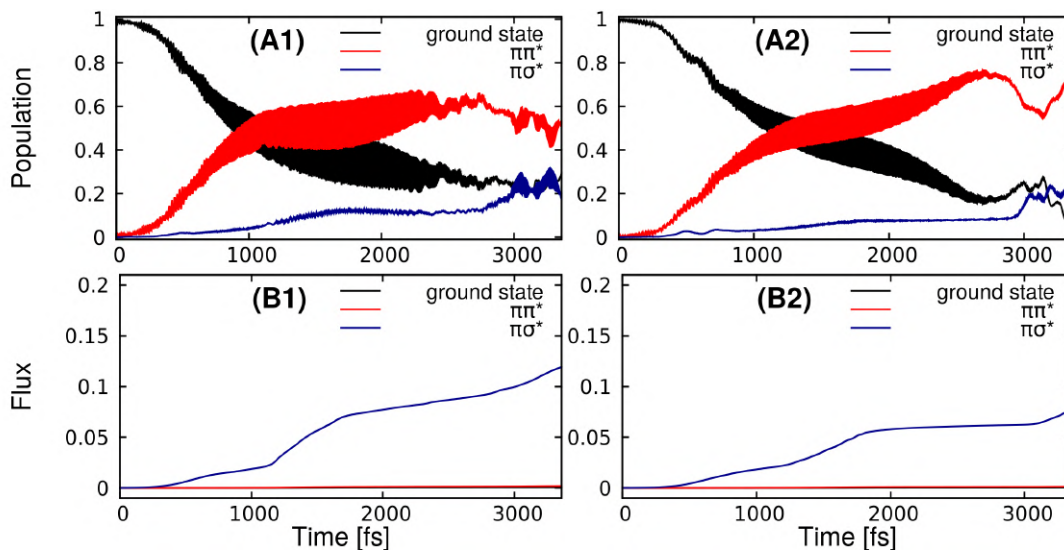 (A1)
ground state
ππ*
πσ*
Population
1
0.8
0.6
0.4
0.2
0
0
1000
2000
3000
(A2)
ground state
ππ*
πσ*
1
0.8
0.6
0.4
0.2
0
0
1000
2000
3000
(B1)
ground state
ππ*
πσ*
Flux
0.2
0.15
0.1
0.05
0
0
1000
2000
3000
Time [fs]
(B2)
ground state
ππ*
πσ*
0.2
0.15
0.1
0.05
0
0
1000
2000
3000
Time [fs]